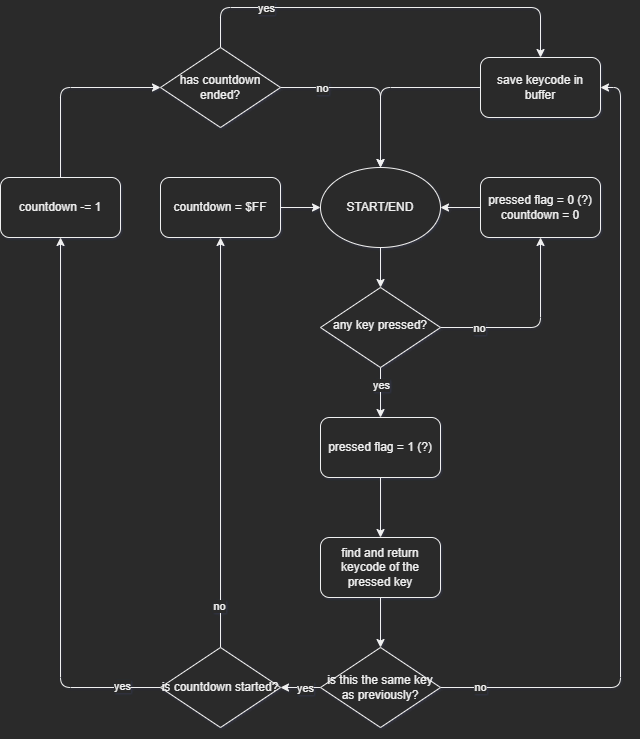 yes
has countdown
ended?
no
save keycode in
buffer
countdown -= 1
countdown = $FF
START/END
pressed flag = 0 (?)
countdown = 0
any key pressed?
no
yes
pressed flag = 1 (?)
find and return
keycode of the
pressed key
no
yes
is countdown started?
yes
is this the same key
as previously?
no